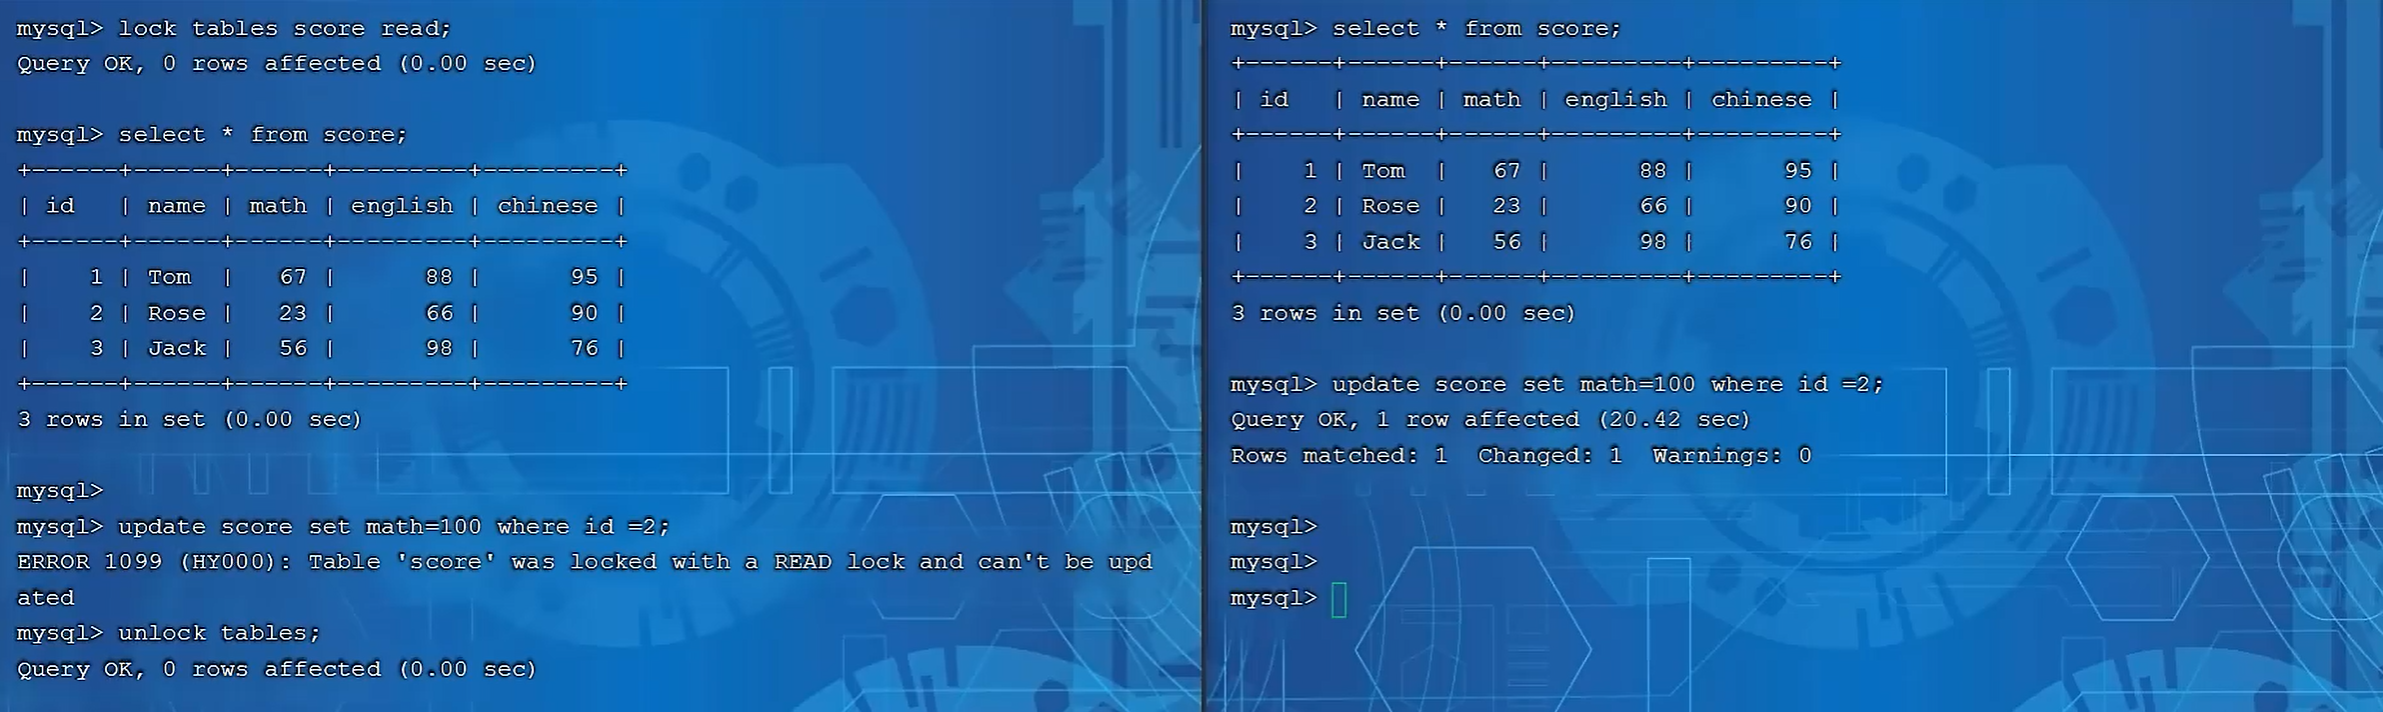 mysql> lock tables score read;
Query OK, 0 rows affected (0.00 sec)

mysql> select * from score;
+------+------+------+---------+---------+
| id   | name | math | english | chinese |
+------+------+------+---------+---------+
|    1 | Tom  |   67 |      88 |      95 |
|    2 | Rose |   23 |      66 |      90 |
|    3 | Jack |   56 |      98 |      76 |
+------+------+------+---------+---------+
3 rows in set (0.00 sec)

mysql>
mysql> update score set math=100 where id =2;
ERROR 1099 (HY000): Table 'score' was locked with a READ lock and can't be upd
ated
mysql> unlock tables;
Query OK, 0 rows affected (0.00 sec)

mysql> select * from score;
+------+------+------+---------+---------+
| id   | name | math | english | chinese |
+------+------+------+---------+---------+
|    1 | Tom  |   67 |      88 |      95 |
|    2 | Rose |   23 |      66 |      90 |
|    3 | Jack |   56 |      98 |      76 |
+------+------+------+---------+---------+
3 rows in set (0.00 sec)

mysql> update score set math=100 where id =2;
Query OK, 1 row affected (20.42 sec)
Rows matched: 1  Changed: 1  Warnings: 0

mysql>
mysql>
mysql>